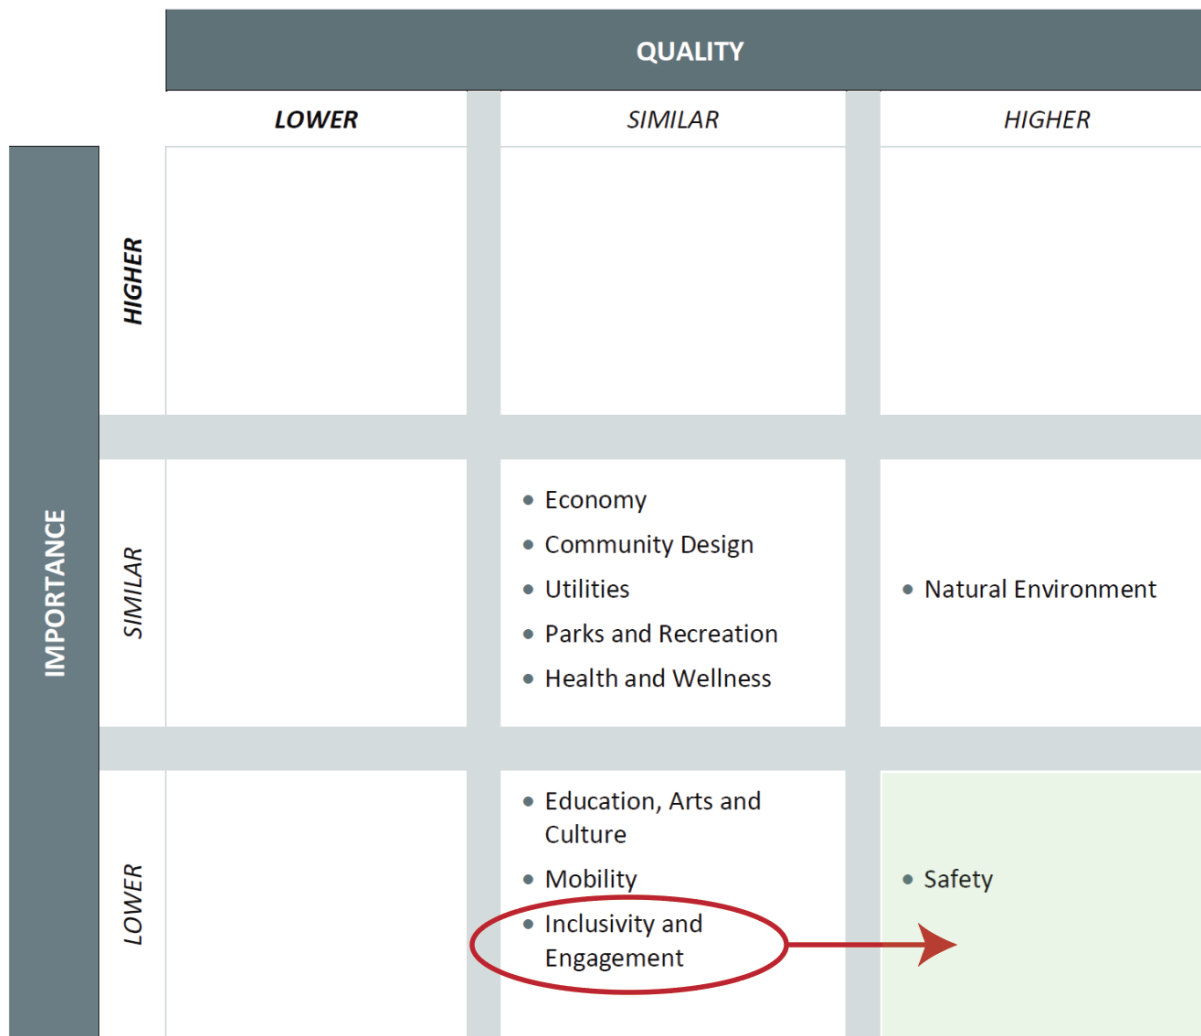 QUALITY
LOWER
SIMILAR
HIGHER
IMPORTANCE
HIGHER
SIMILAR
• Economy
• Community Design
• Utilities
• Parks and Recreation
• Health and Wellness
• Natural Environment
LOWER
• Education, Arts and
Culture
• Mobility
• Inclusivity and
Engagement
• Safety